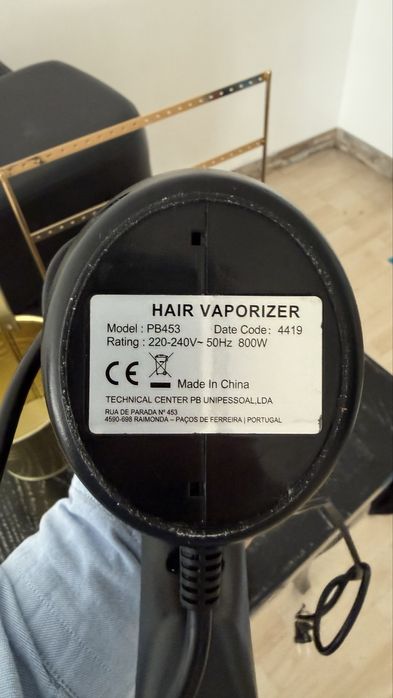 HAIR VAPORIZER
Model : PB453 Date Code : 4419
Rating : 220-240V~ 50Hz 800W
CE Made In China
TECHNICAL CENTER PB UNIPESSOAL,LDA
RUA DE PARADA Nº 453
4590-698 RAIMONDA – PAÇOS DE FERREIRA | PORTUGAL